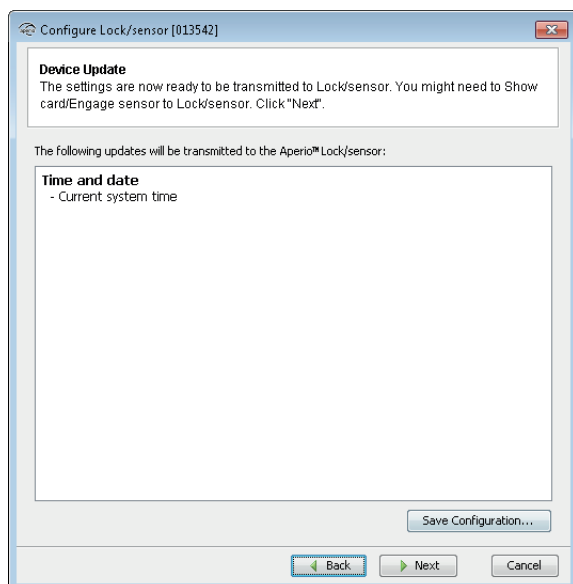 Configure Lock/sensor [013542]
Device Update
The settings are now ready to be transmitted to Lock/sensor. You might need to Show
card/Engage sensor to Lock/sensor. Click "Next".
The following updates will be transmitted to the Aperio™ Lock/sensor:
Time and date
- Current system time
Save Configuration...
Back
Next
Cancel